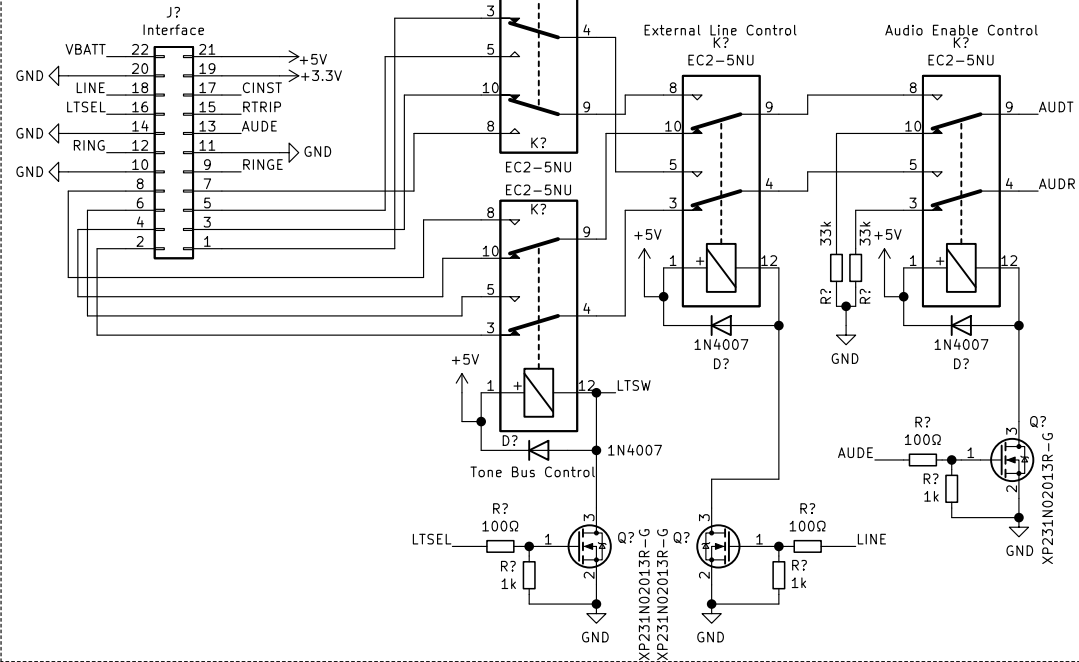 J?
Interface
VBATT 22 21 +5V
GND 20 19 +3.3V
LINE 18 17 CINST
LTSEL 16 15 RTRIP
GND 14 13 AUDE
RING 12 11 GND
GND 10 9 RINGE
8 7
6 5
4 3
2 1
3
4
5
10
9
8
K?
EC2-5NU
EC2-5NU
K?
8
9
10
5
4
3
+5V
1 + 12 LTSW
D?
1N4007
Tone Bus Control
External Line Control
K?
EC2-5NU
8
9
10
5
4
3
+5V
1 + 12
1N4007
D?
Audio Enable Control
K?
EC2-5NU
8
9 AUDT
10
5
4 AUDR
3
33k 33k
R? R?
GND
+5V
1 + 12
1N4007
D?
AUDE
R?
100Ω
1
R?
1k
3
2
Q?
XP231N02013R-G
GND
LTSEL
R?
100Ω
1
R?
1k
3
2
Q?
XP231N02013R-G
GND
XP231N02013R-G
Q?
3
2
1
R?
100Ω
LINE
R?
1k
GND